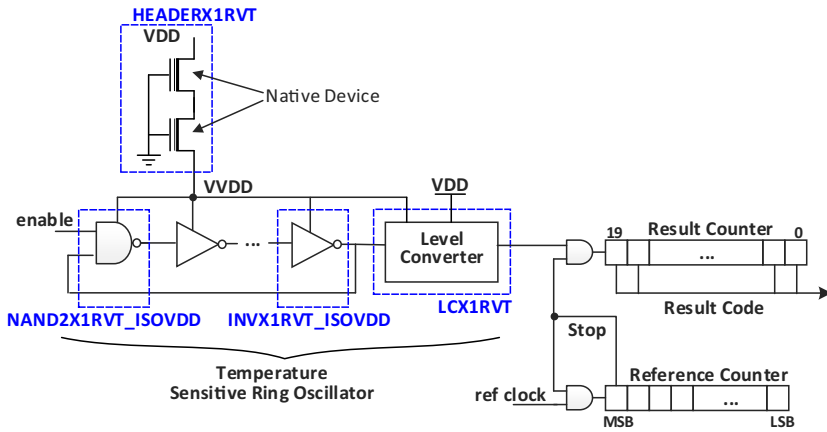 HEADERX1RVT
VDD
Native Device
VVDD
VDD
enable
...
Level
Converter
19
Result Counter
0
...
Result Code
NAND2X1RVT_ISOVDD
INVX1RVT_ISOVDD
LCX1RVT
Stop
Temperature
Sensitive Ring Oscillator
Reference Counter
ref clock
...
MSB
LSB